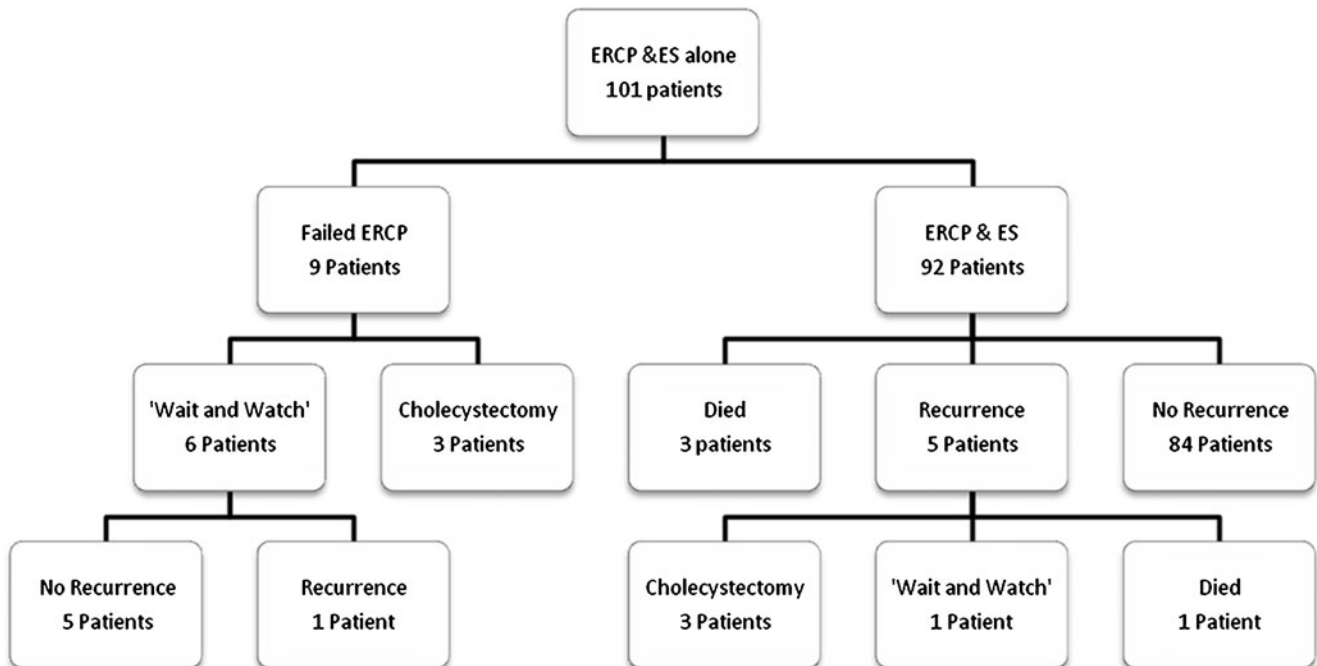 ERCP &ES alone
101 patients
Failed ERCP
9 Patients
ERCP & ES
92 Patients
'Wait and Watch'
6 Patients
Cholecystectomy
3 Patients
Died
3 patients
Recurrence
5 Patients
No Recurrence
84 Patients
No Recurrence
5 Patients
Recurrence
1 Patient
Cholecystectomy
3 Patients
'Wait and Watch'
1 Patient
Died
1 Patient